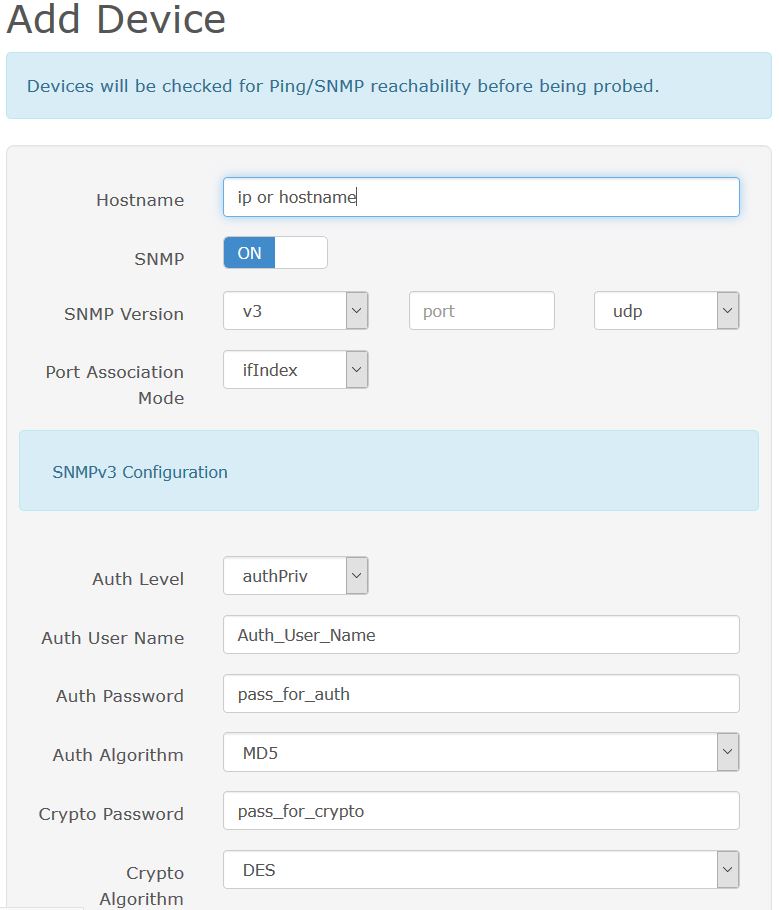 Add Device
Devices will be checked for Ping/SNMP reachability before being probed.
Hostname ip or hostname
SNMP ON
SNMP Version v3 port udp
Port Association ifIndex
Mode
SNMPv3 Configuration
Auth Level authPriv
Auth User Name Auth_User_Name
Auth Password pass_for_auth
Auth Algorithm MD5
Crypto Password pass_for_crypto
Crypto DES
Algorithm